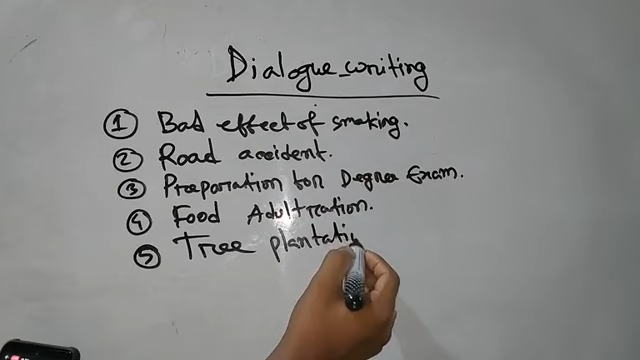 Dialogue writing
① Bad effect of smoking.
② Road accident.
③ Preparation for Degree Exam.
④ Food Adultration.
⑤ Tree plantatio